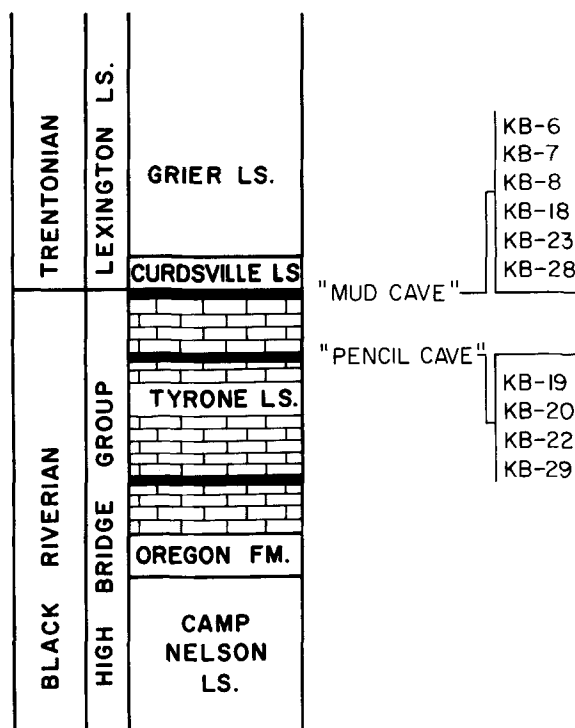 TRENTONIAN
LEXINGTON LS.
GRIER LS.
CURDSVILLE LS
"MUD CAVE"
KB-6
KB-7
KB-8
KB-18
KB-23
KB-28
"PENCIL CAVE"
KB-19
KB-20
KB-22
KB-29
BLACK RIVERIAN
HIGH BRIDGE GROUP
TYRONE LS.
OREGON FM.
CAMP
NELSON
LS.